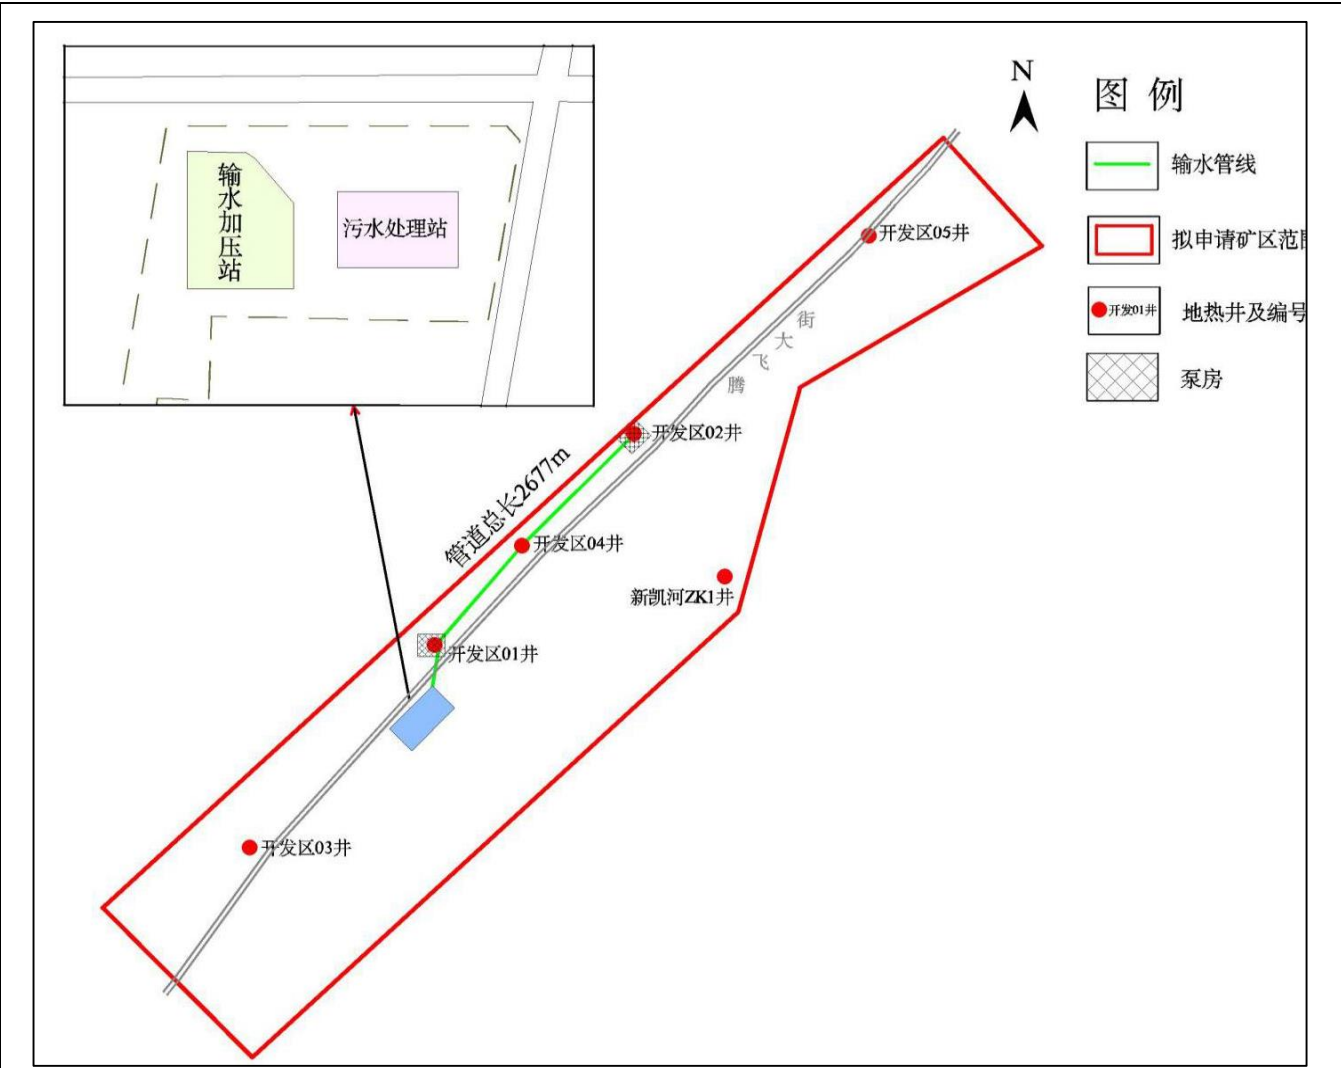 N
图例
输水管线
拟申请矿区范
开发01井
地热井及编号
泵房
输水加压站
污水处理站
开发区05井
腾飞大街
开发区02井
管道总长2677m
开发区04井
新凯河ZK1井
开发区01井
开发区03井